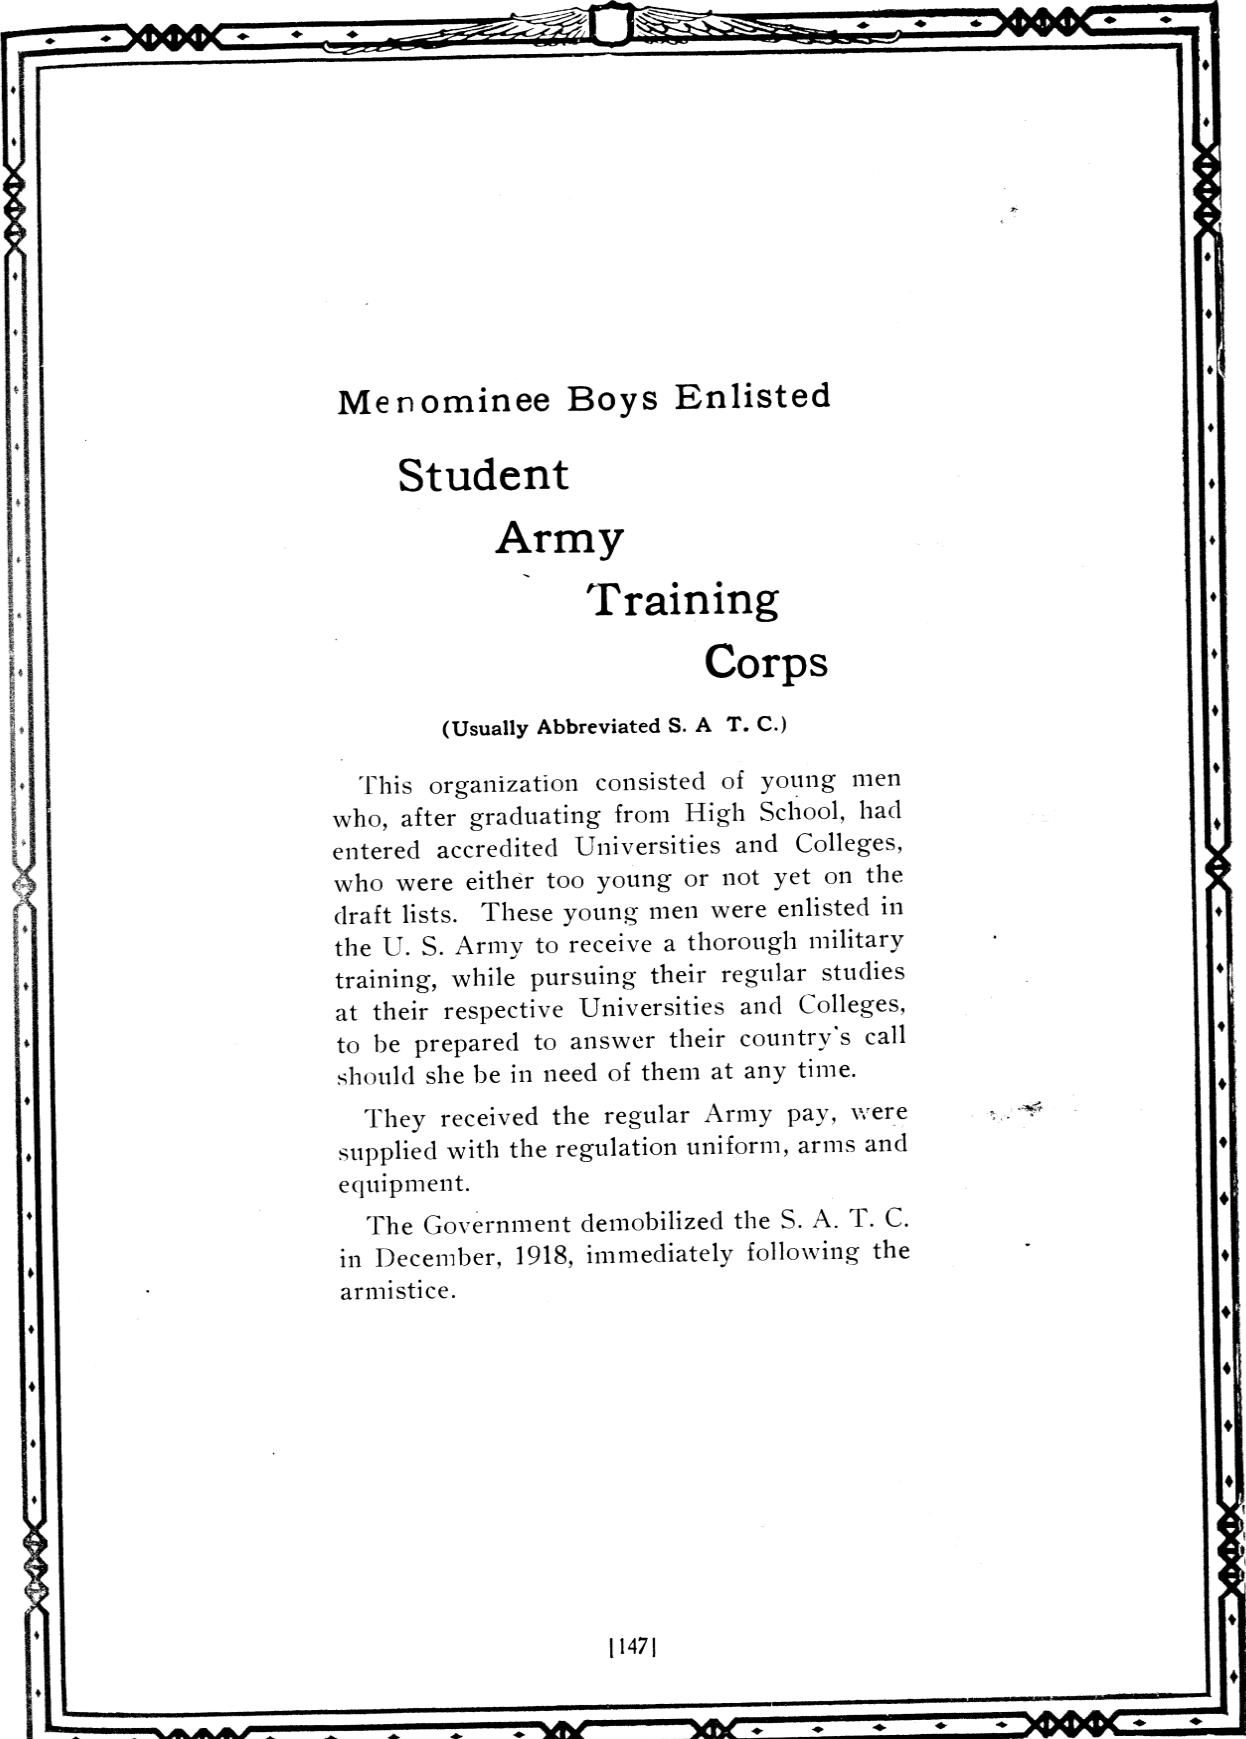 Menominee Boys Enlisted
Student
Army
Training
Corps
(Usually Abbreviated S. A T. C.)
This organization consisted of young men
who, after graduating from High School, had
entered accredited Universities and Colleges,
who were either too young or not yet on the
draft lists. These young men were enlisted in
the U. S. Army to receive a thorough military
training, while pursuing their regular studies
at their respective Universities and Colleges,
to be prepared to answer their country's call
should she be in need of them at any time.
They received the regular Army pay, were
supplied with the regulation uniform, arms and
equipment.
The Government demobilized the S. A. T. C.
in December, 1918, immediately following the
armistice.
[147]